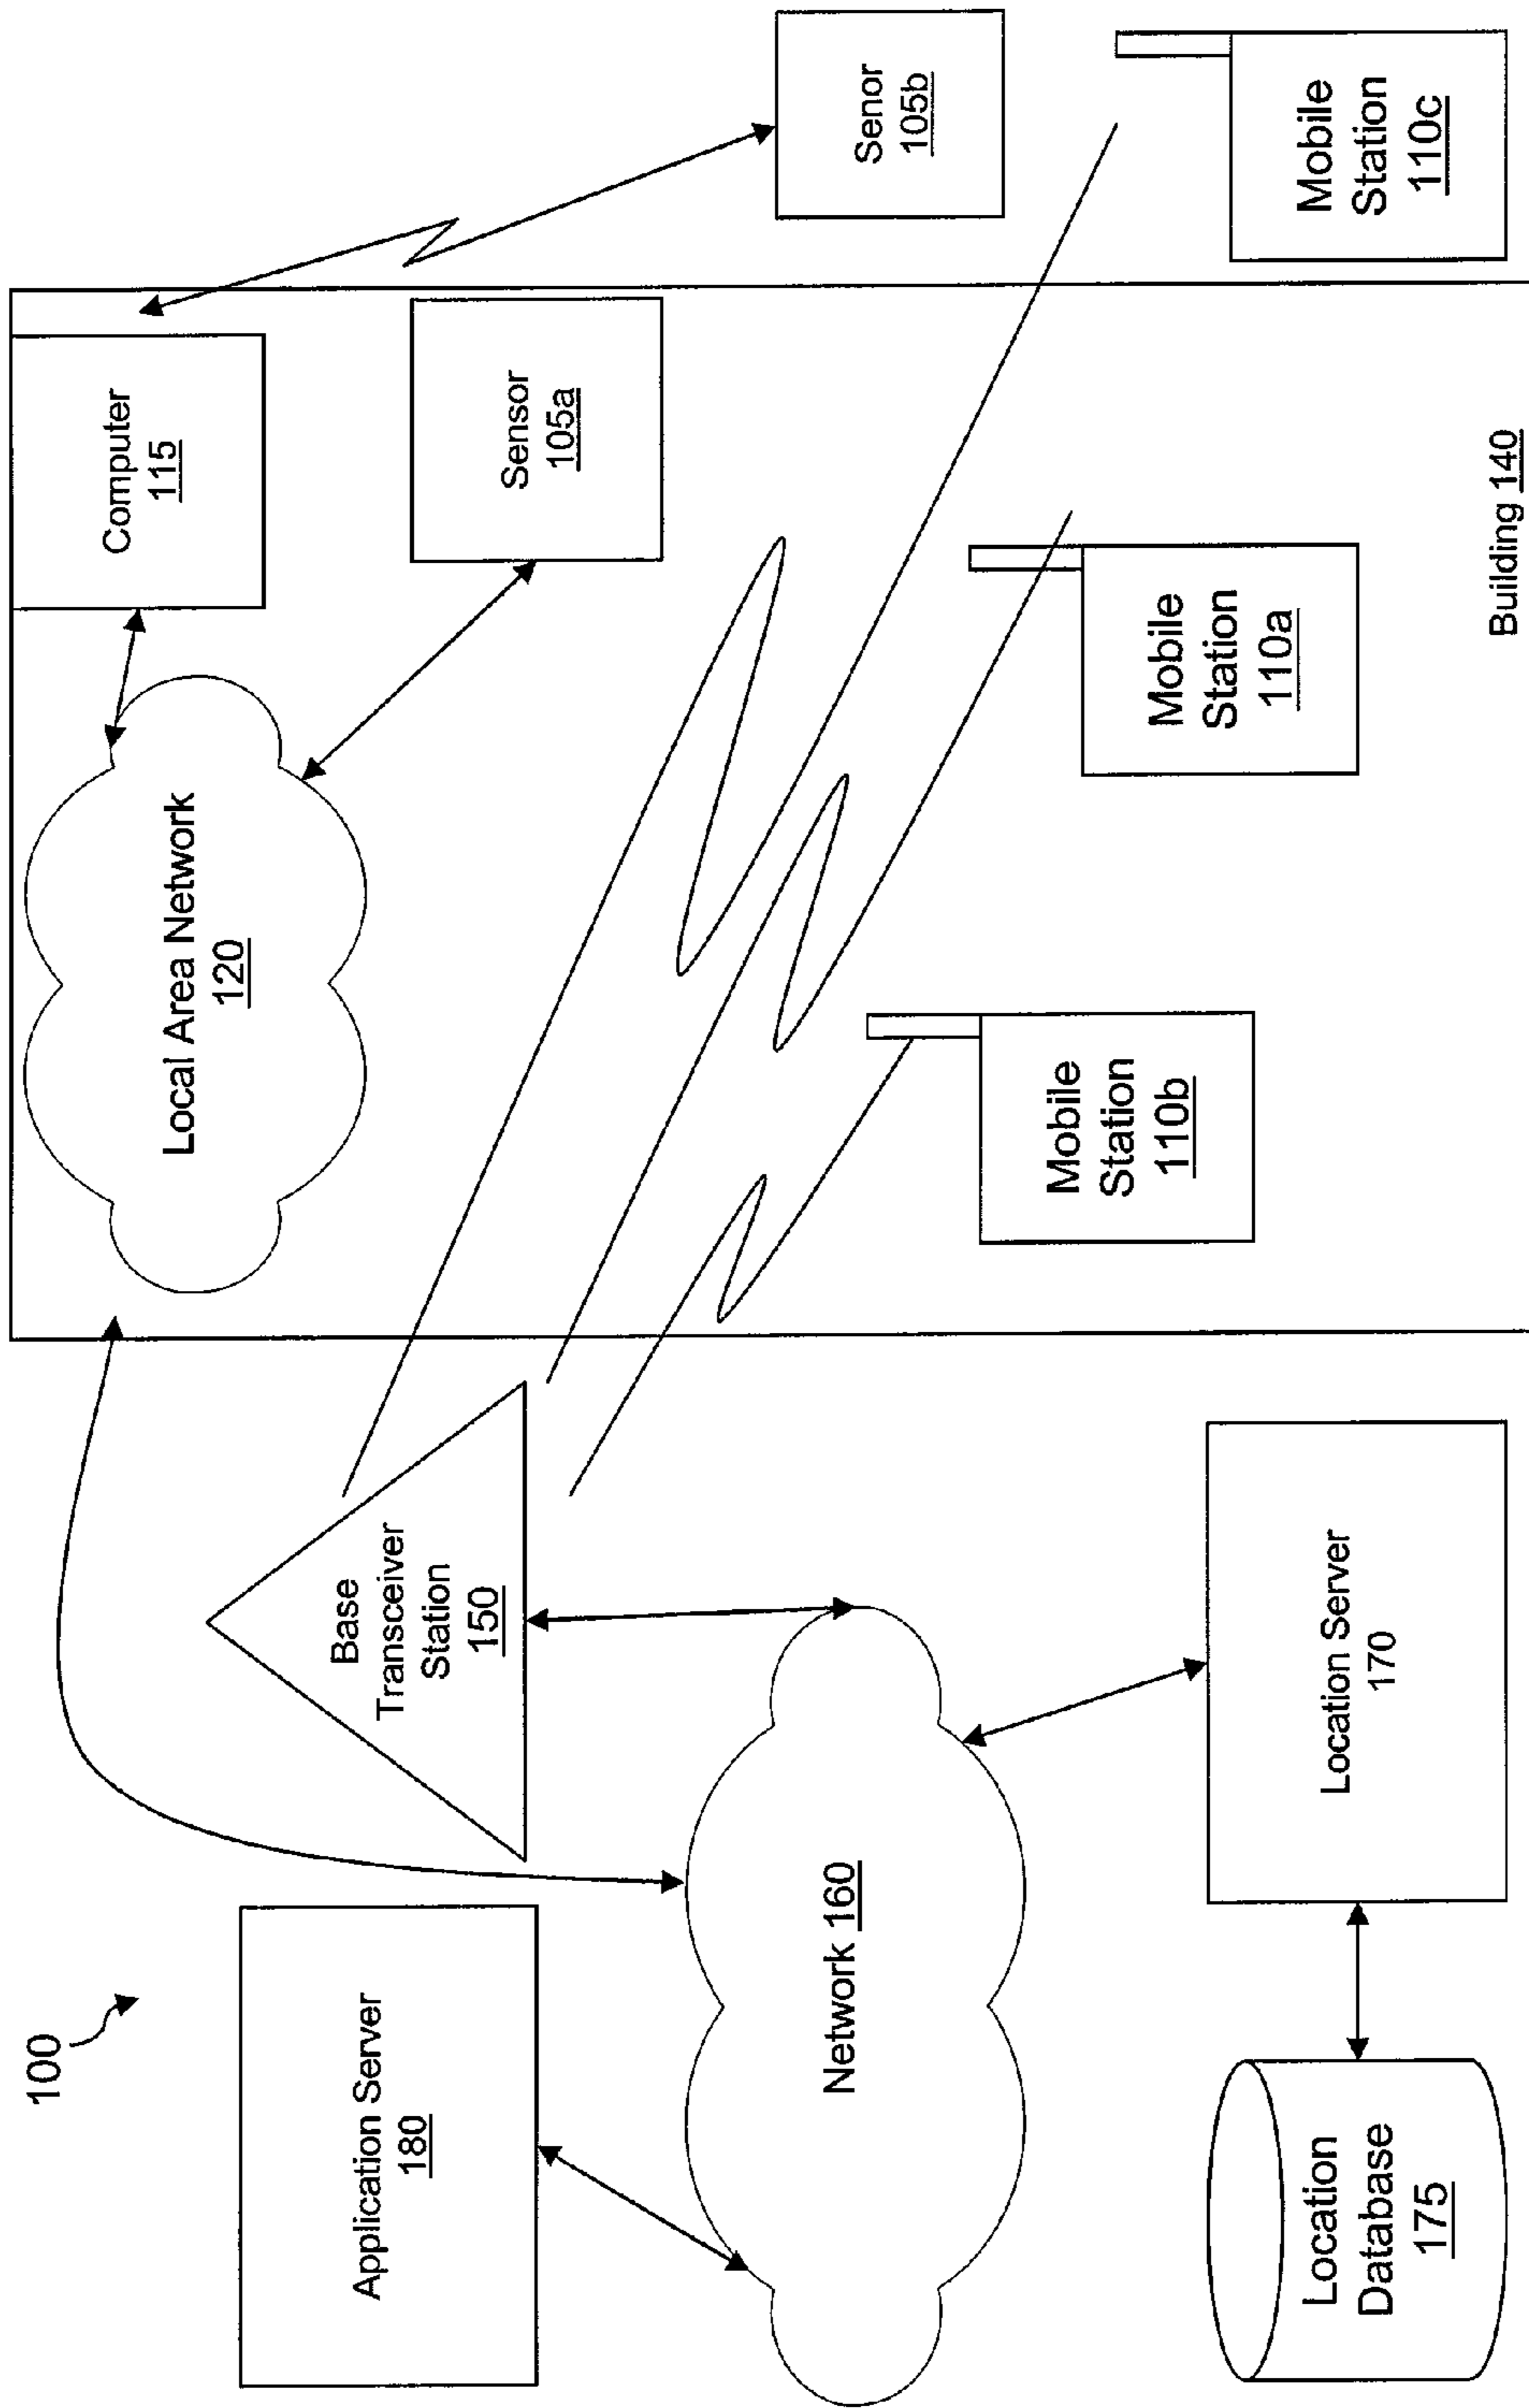 100
Application Server
180
Network 160
Location
Database
175
Base
Transceiver
Station
150
Location Server
170
Local Area Network
120
Computer
115
Sensor
105a
Senor
105b
Mobile
Station
110b
Mobile
Station
110a
Mobile
Station
110c
Building 140